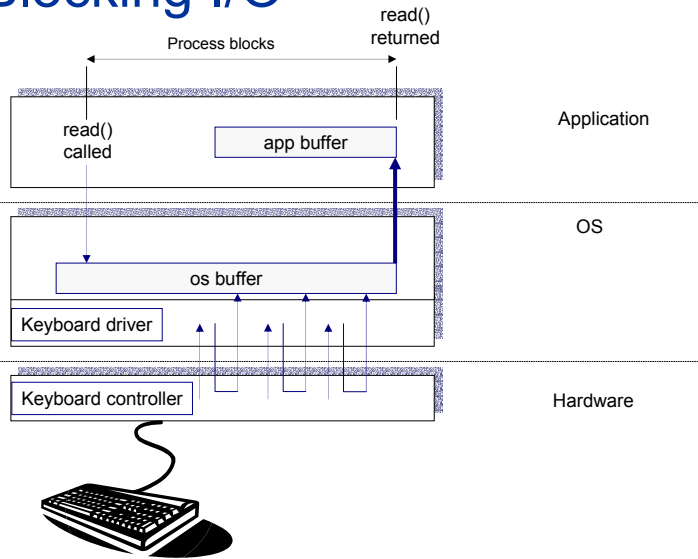 Blocking I/O
read()
returned
Process blocks
read()
called
app buffer
Application
OS
os buffer
Keyboard driver
Keyboard controller
Hardware